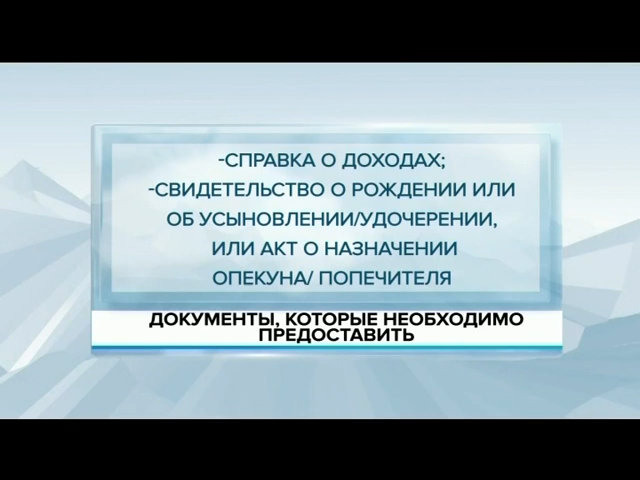 -СПРАВКА О ДОХОДАХ;
-СВИДЕТЕЛЬСТВО О РОЖДЕНИИ ИЛИ
ОБ УСЫНОВЛЕНИИ/УДОЧЕРЕНИИ,
ИЛИ АКТ О НАЗНАЧЕНИИ
ОПЕКУНА/ ПОПЕЧИТЕЛЯ
ДОКУМЕНТЫ, КОТОРЫЕ НЕОБХОДИМО
ПРЕДОСТАВИТЬ